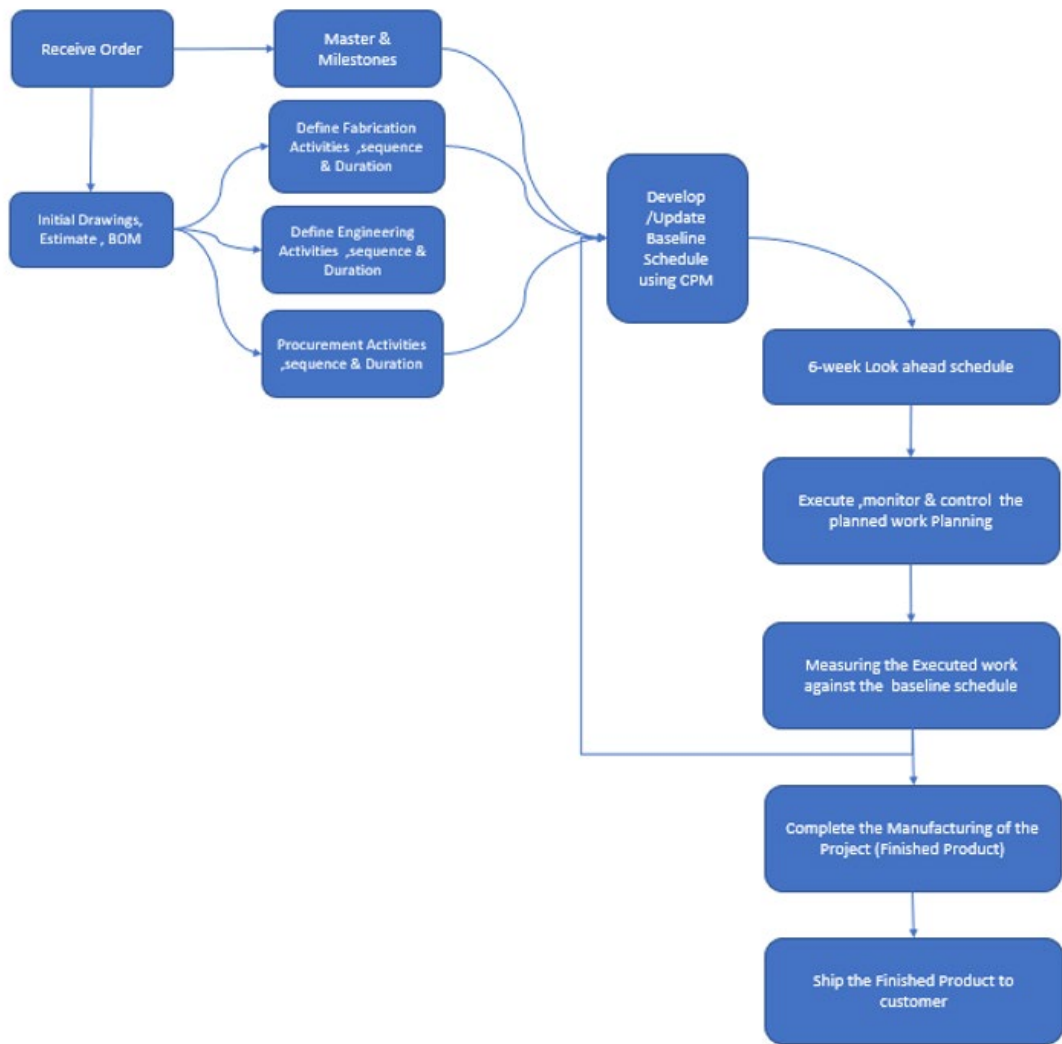 Receive Order
Master &
Milestones
Define Fabrication
Activities ,sequence
& Duration
Initial Drawings,
Estimate , BOM
Define Engineering
Activities ,sequence &
Duration
Procurement Activities
,sequence & Duration
Develop
/Update
Baseline
Schedule
using CPM
6-week Look ahead schedule
Execute ,monitor & control the
planned work Planning
Measuring the Executed work
against the baseline schedule
Complete the Manufacturing of the
Project (Finished Product)
Ship the Finished Product to
customer